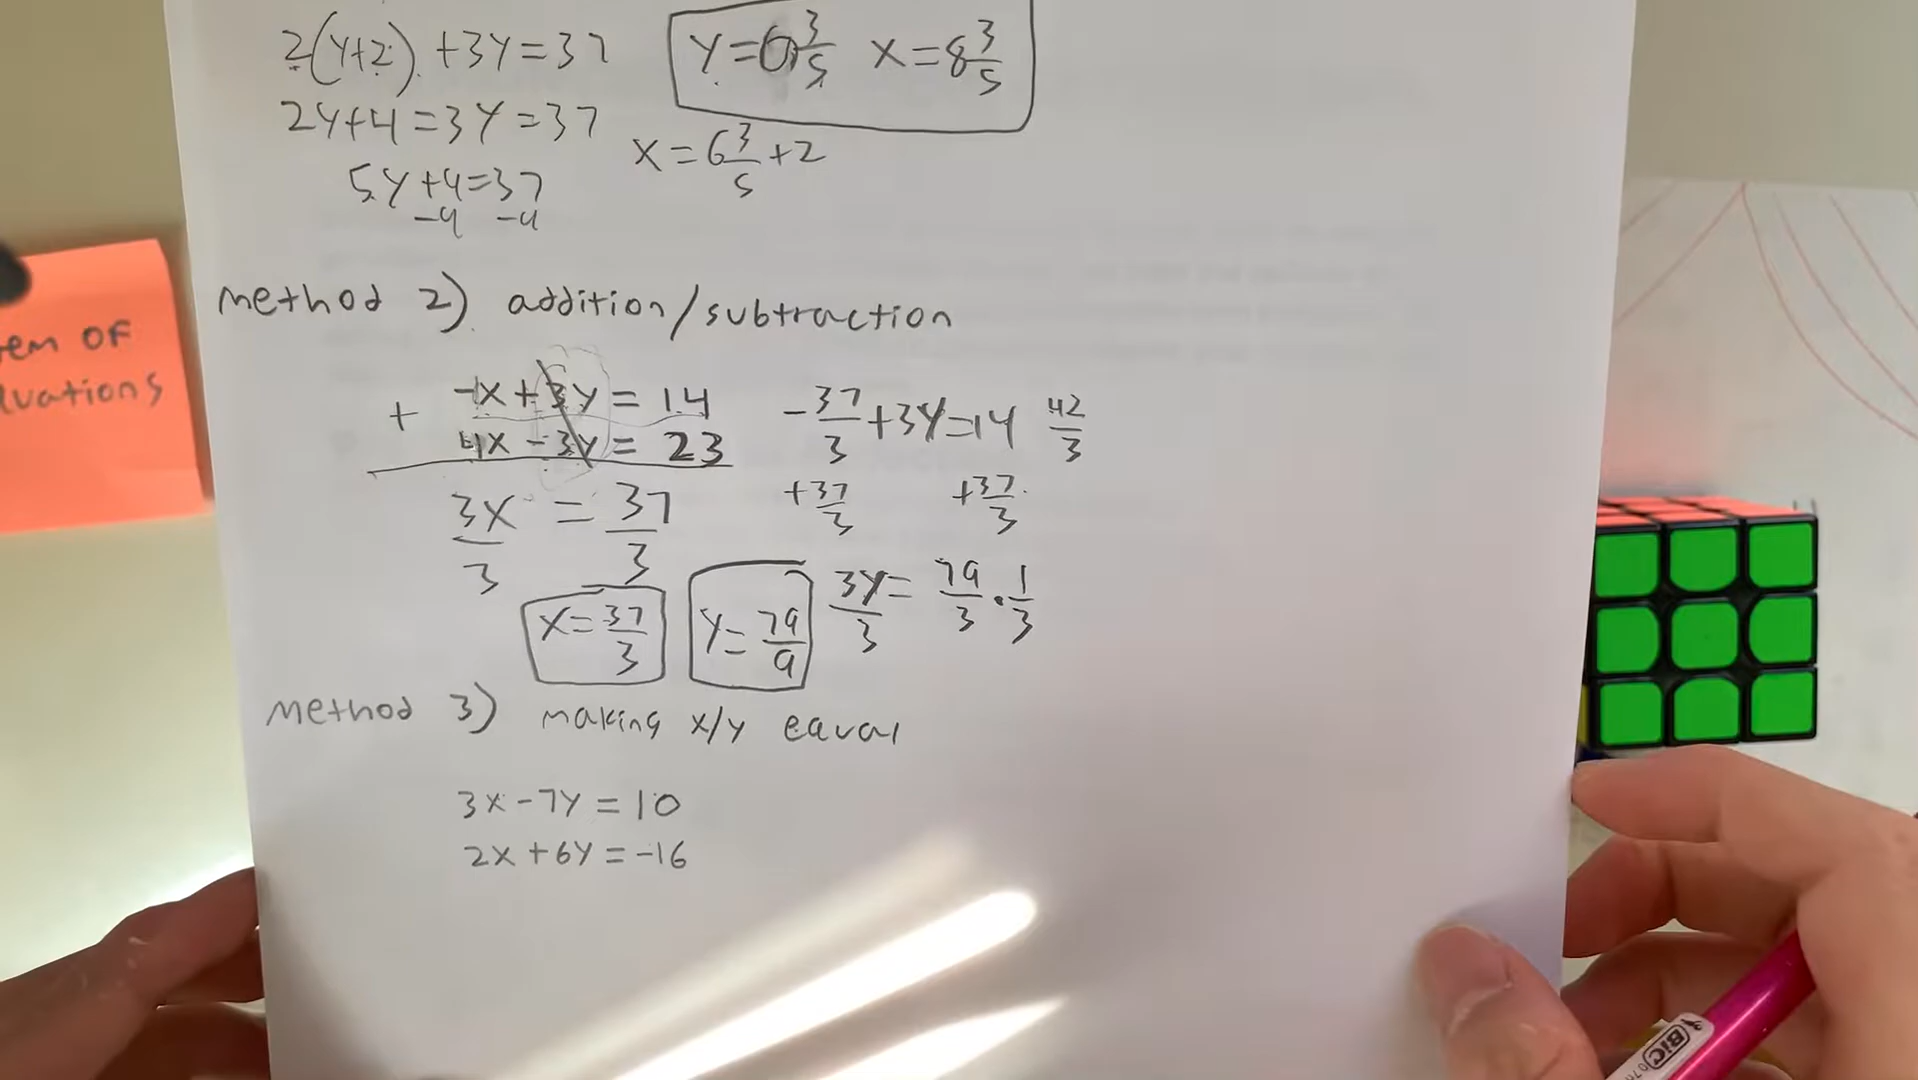 2(y+2) +3y=37
y=6 3/5 x=8 3/5
2y+4=3y=37
x=6 3/5+2
5y+4=37
-4 -4
em OF
uations
method 2) addition/subtraction
+ -1x+3y=14
4x-3y=23
3x/3 = 37/3
x=37/3
-37/3+3y=14 42/3
+37/3 +37/3
3y/3= 79/3·1/3
y=79/9
method 3) making x/y equal
3x-7y=10
2x+6y=-16
BiC